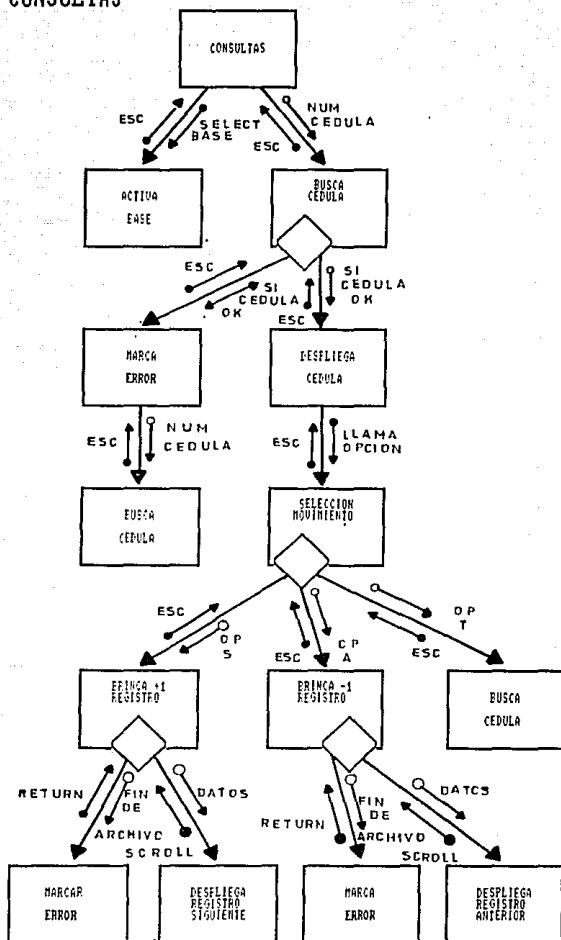 CONSULTAS
CONSULTAS
ESC
SELECT
BASE
NUM
CEDULA
ESC
ACTIVA
BASE
BUSCA
CEDULA
ESC
SI
CEDULA
OK
SI
CEDULA
OK
ESC
MARCA
ERROR
DESPLIEGA
CEDULA
ESC
NUM
CEDULA
ESC
LLAMA
OPCION
BUSCA
CEDULA
SELECCION
MOVIMIENTO
ESC
OP
S
ESC
OP
A
OP
T
ESC
BRINCA +1
REGISTRO
BRINCA -1
REGISTRO
BUSCA
CEDULA
RETURN
FIN
DE
ARCHIVO
DATOS
SCROLL
RETURN
FIN
DE
ARCHIVO
DATOS
SCROLL
MARCAR
ERROR
DESPLIEGA
REGISTRO
SIGUIENTE
MARCA
ERROR
DESPLIEGA
REGISTRO
ANTERIOR